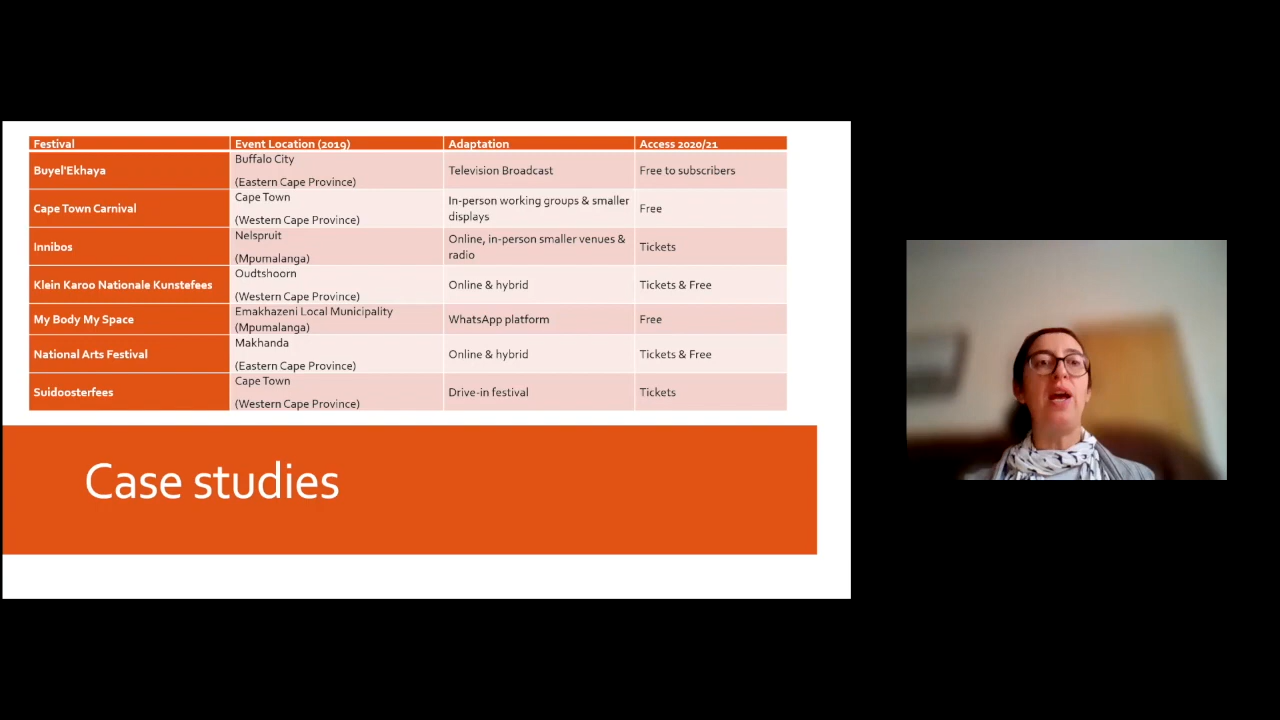 Festival Event Location (2019) Adaptation Access 2020/21
Buyel'Ekhaya
Buffalo City
(Eastern Cape Province)
Television Broadcast
Free to subscribers
Cape Town Carnival
Cape Town
(Western Cape Province)
In-person working groups & smaller
displays
Free
Innibos
Nelspruit
(Mpumalanga)
Online, in-person smaller venues &
radio
Tickets
Klein Karoo Nationale Kunstefees
Oudtshoorn
(Western Cape Province)
Online & hybrid
Tickets & Free
My Body My Space
Emakhazeni Local Municipality
(Mpumalanga)
WhatsApp platform
Free
National Arts Festival
Makhanda
(Eastern Cape Province)
Online & hybrid
Tickets & Free
Suidoosterfees
Cape Town
(Western Cape Province)
Drive-in festival
Tickets
Case studies